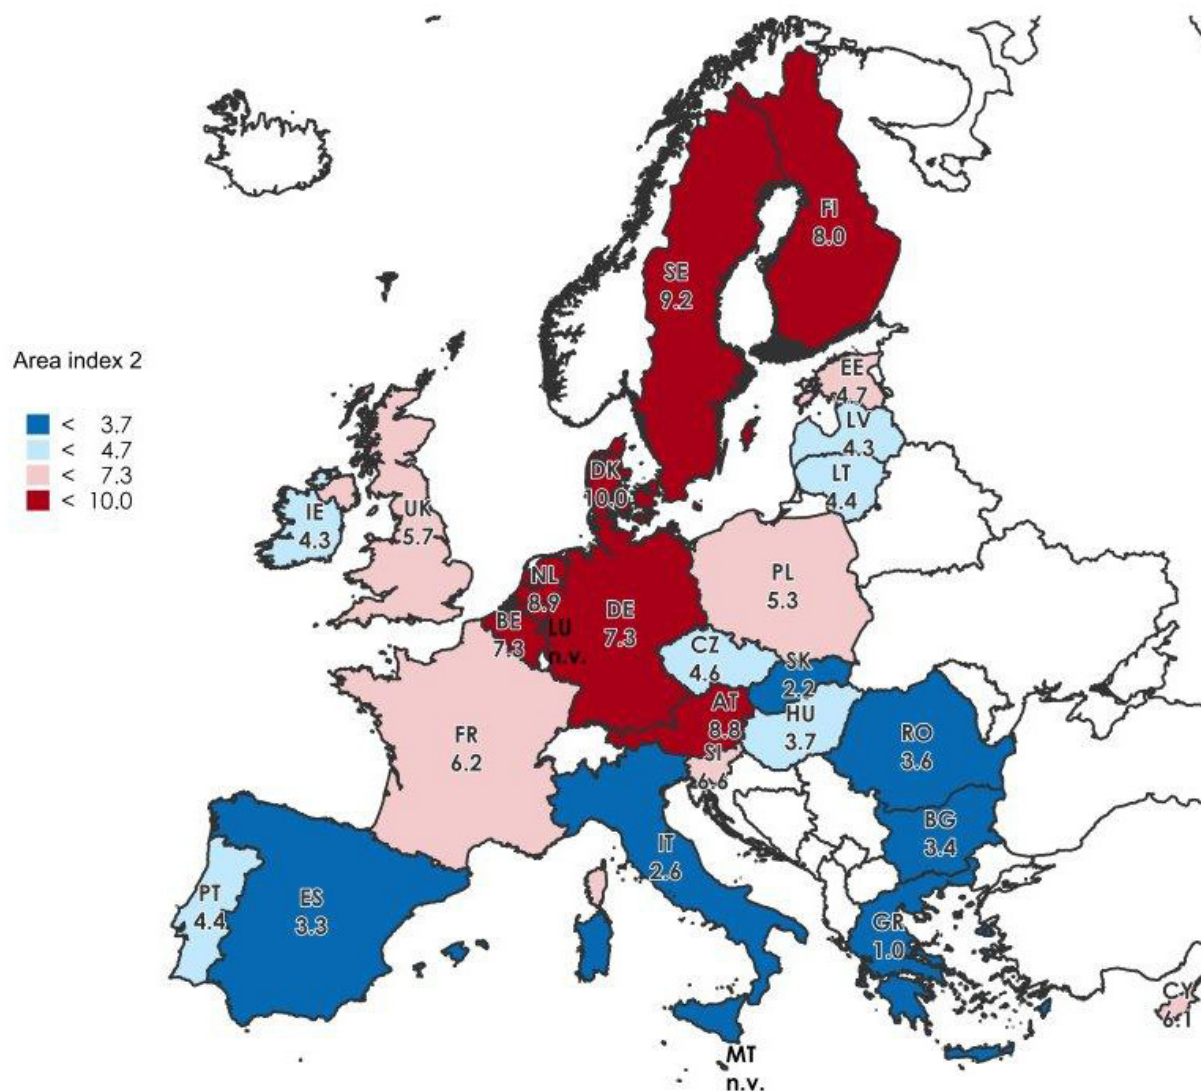 Area index 2
< 3.7
< 4.7
< 7.3
< 10.0
FI
8.0
SE
9.2
EE
4.7
LV
4.3
LT
4.4
DK
10.0
IE
4.3
UK
5.7
NL
8.9
BE
7.3
LU
n.v.
DE
7.3
PL
5.3
CZ
4.6
SK
2.2
AT
8.8
HU
3.7
SI
6.6
RO
3.6
FR
6.2
BG
3.4
IT
2.6
PT
4.4
ES
3.3
GR
1.0
CY
6.1
MT
n.v.